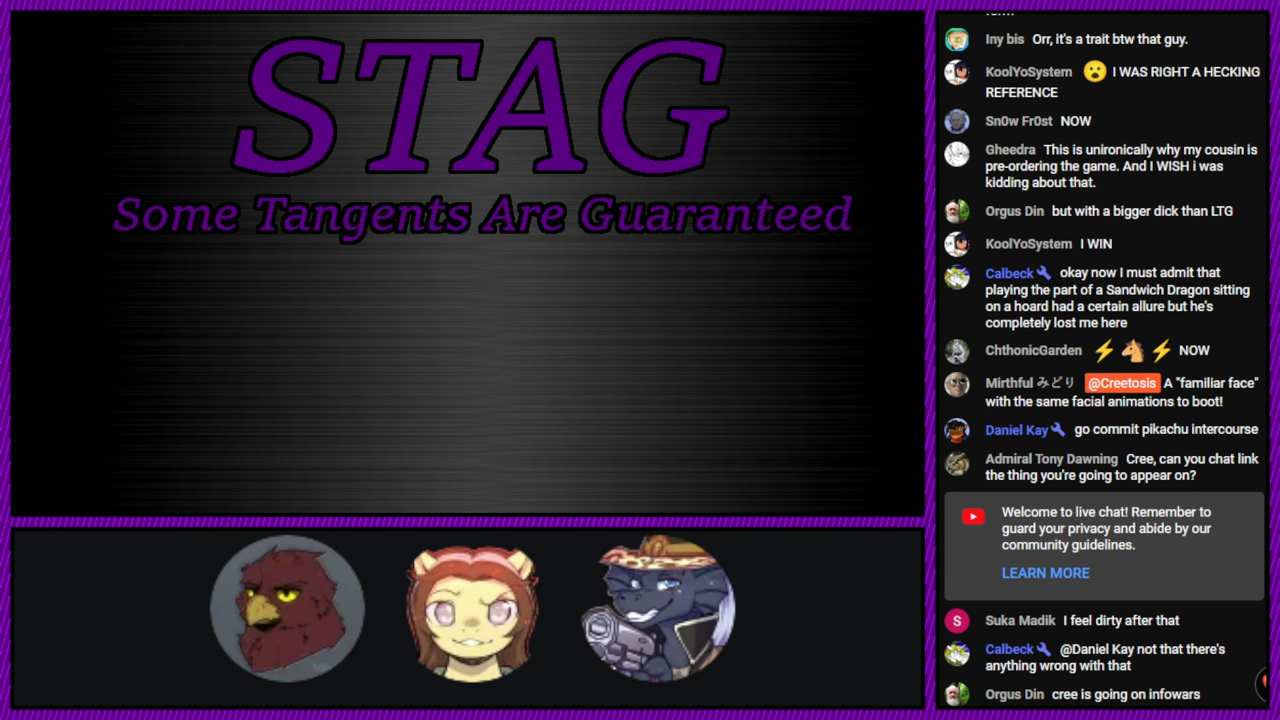 STAG
Some Tangents Are Guaranteed
Iny bis Orr, it's a trait btw that guy.
KoolYoSystem 😮 I WAS RIGHT A HECKING
REFERENCE
Sn0w Fr0st NOW
Gheedra This is unironically why my cousin is
pre-ordering the game. And I WISH i was
kidding about that.
Orgus Din but with a bigger dick than LTG
KoolYoSystem I WIN
Calbeck okay now I must admit that
playing the part of a Sandwich Dragon sitting
on a hoard had a certain allure but he's
completely lost me here
ChthonicGarden ⚡🐴⚡ NOW
Mirthful みどり @Creetosis A "familiar face"
with the same facial animations to boot!
Daniel Kay go commit pikachu intercourse
Admiral Tony Dawning Cree, can you chat link
the thing you're going to appear on?
Welcome to live chat! Remember to
guard your privacy and abide by our
community guidelines.
LEARN MORE
S
Suka Madik I feel dirty after that
Calbeck @Daniel Kay not that there's
anything wrong with that
Orgus Din cree is going on infowars